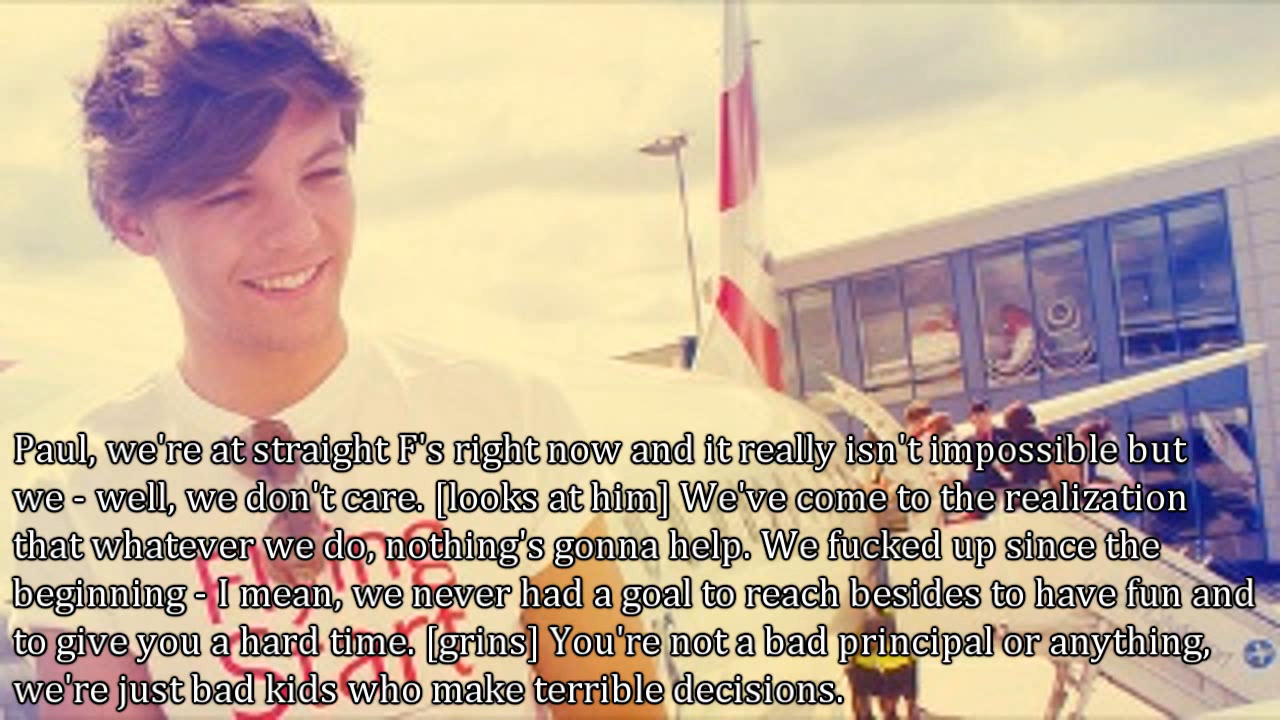 Flying
Start
Paul, we're at straight F's right now and it really isn't impossible but
we - well, we don't care. [looks at him] We've come to the realization
that whatever we do, nothing's gonna help. We fucked up since the
beginning - I mean, we never had a goal to reach besides to have fun and
to give you a hard time. [grins] You're not a bad principal or anything,
we're just bad kids who make terrible decisions.